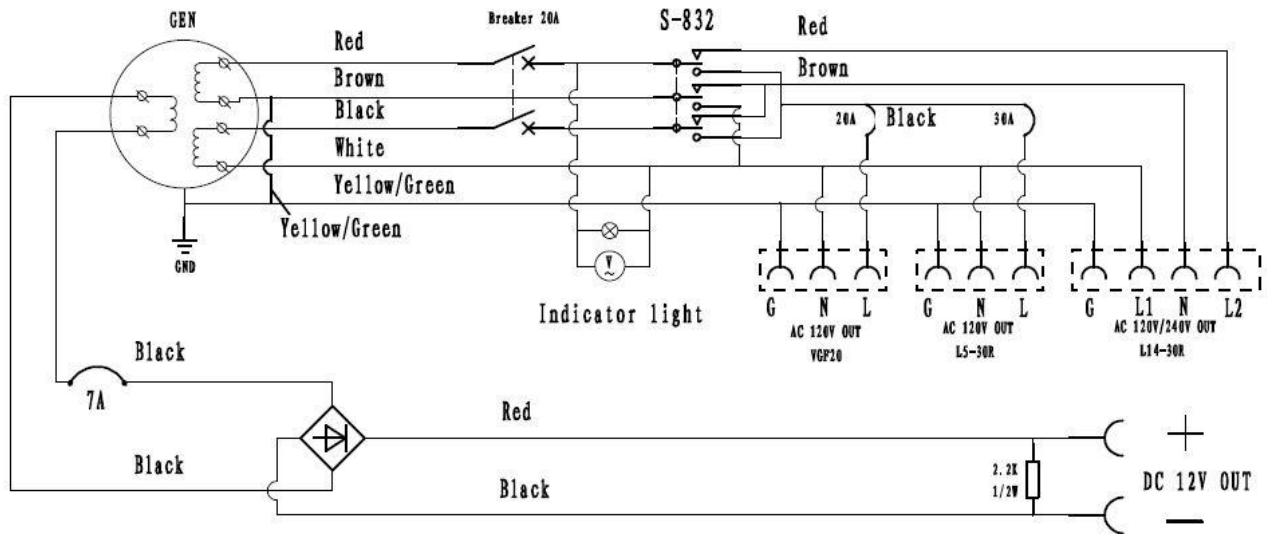 GEN
Breaker 20A
S-832
Red
Red
Brown
Brown
Black
20A
Black
30A
White
Yellow/Green
Yellow/Green
GND
V
~
Indicator light
G N L
AC 120V OUT
VGF20
G N L
AC 120V OUT
L5-30R
G L1 N L2
AC 120V/240V OUT
L14-30R
Black
7A
Red
+
Black
2.2K
1/2W
DC 12V OUT
Black
—